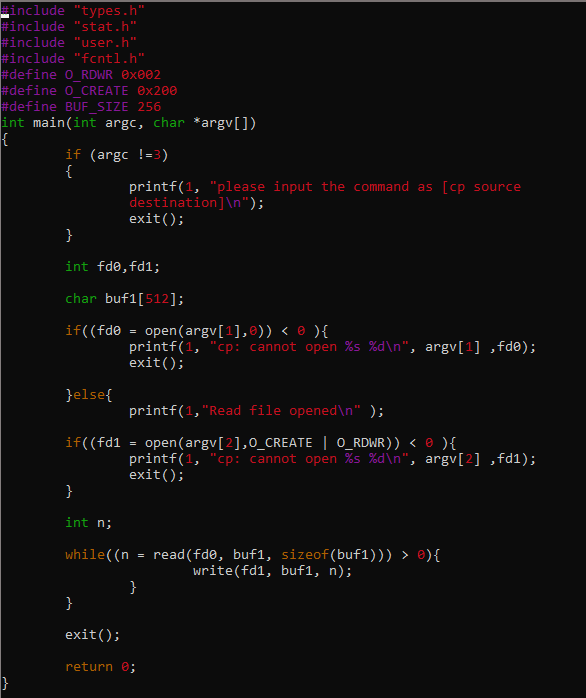 #include "types.h"
#include "stat.h"
#include "user.h"
#include "fcntl.h"
#define O_RDWR 0x002
#define O_CREATE 0x200
#define BUF_SIZE 256
int main(int argc, char *argv[])
{
        if (argc !=3)
        {
                printf(1, "please input the command as [cp source
                destination]\n");
                exit();
        }

        int fd0,fd1;

        char buf1[512];

        if((fd0 = open(argv[1],0)) < 0 ){
                printf(1, "cp: cannot open %s %d\n", argv[1] ,fd0);
                exit();

        }else{
                printf(1,"Read file opened\n" );

        if((fd1 = open(argv[2],O_CREATE | O_RDWR)) < 0 ){
                printf(1, "cp: cannot open %s %d\n", argv[2] ,fd1);
                exit();
        }

        int n;

        while((n = read(fd0, buf1, sizeof(buf1))) > 0){
                        write(fd1, buf1, n);
                }
        }

        exit();

        return 0;
}